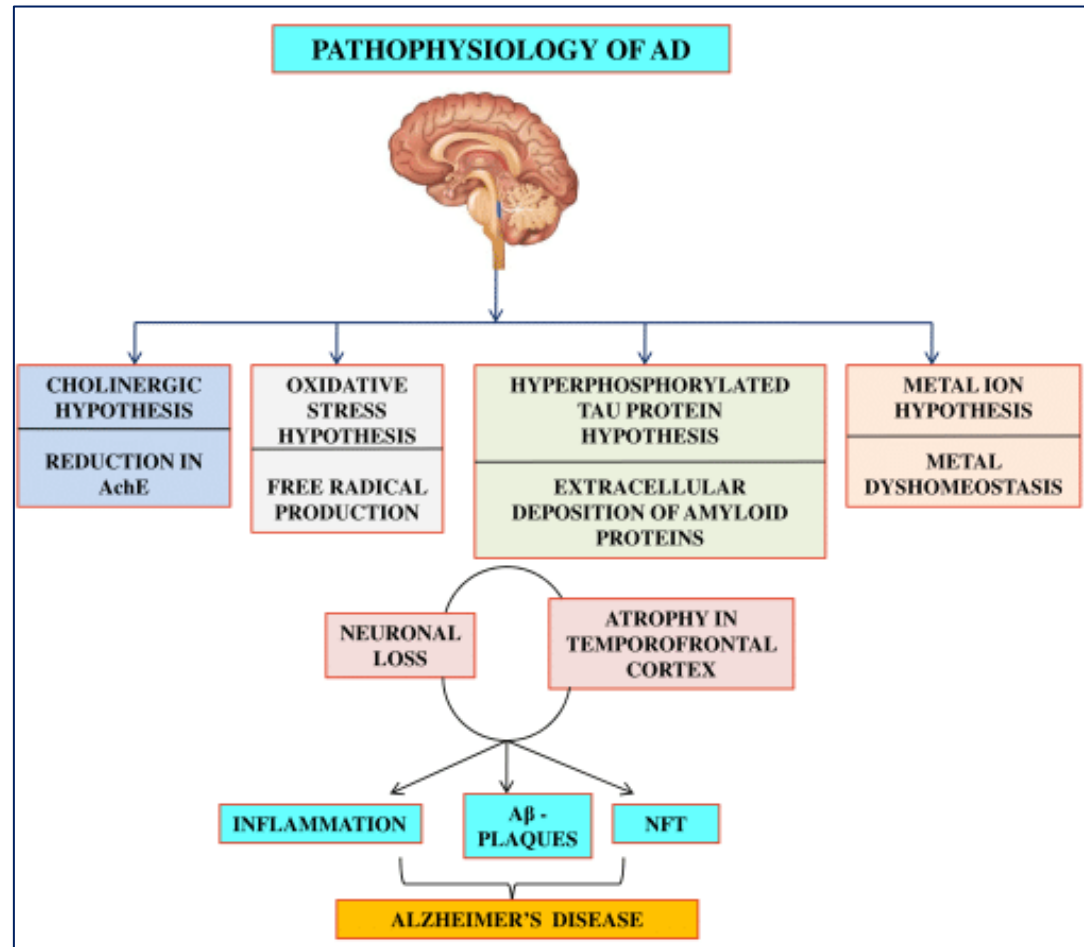 PATHOPHYSIOLOGY OF AD
CHOLINERGIC
HYPOTHESIS
REDUCTION IN
AchE
OXIDATIVE
STRESS
HYPOTHESIS
FREE RADICAL
PRODUCTION
HYPERPHOSPHORYLATED
TAU PROTEIN
HYPOTHESIS
EXTRACELLULAR
DEPOSITION OF AMYLOID
PROTEINS
METAL ION
HYPOTHESIS
METAL
DYSHOMEOSTASIS
NEURONAL
LOSS
ATROPHY IN
TEMPOROFRONTAL
CORTEX
INFLAMMATION
Aβ -
PLAQUES
NFT
ALZHEIMER'S DISEASE